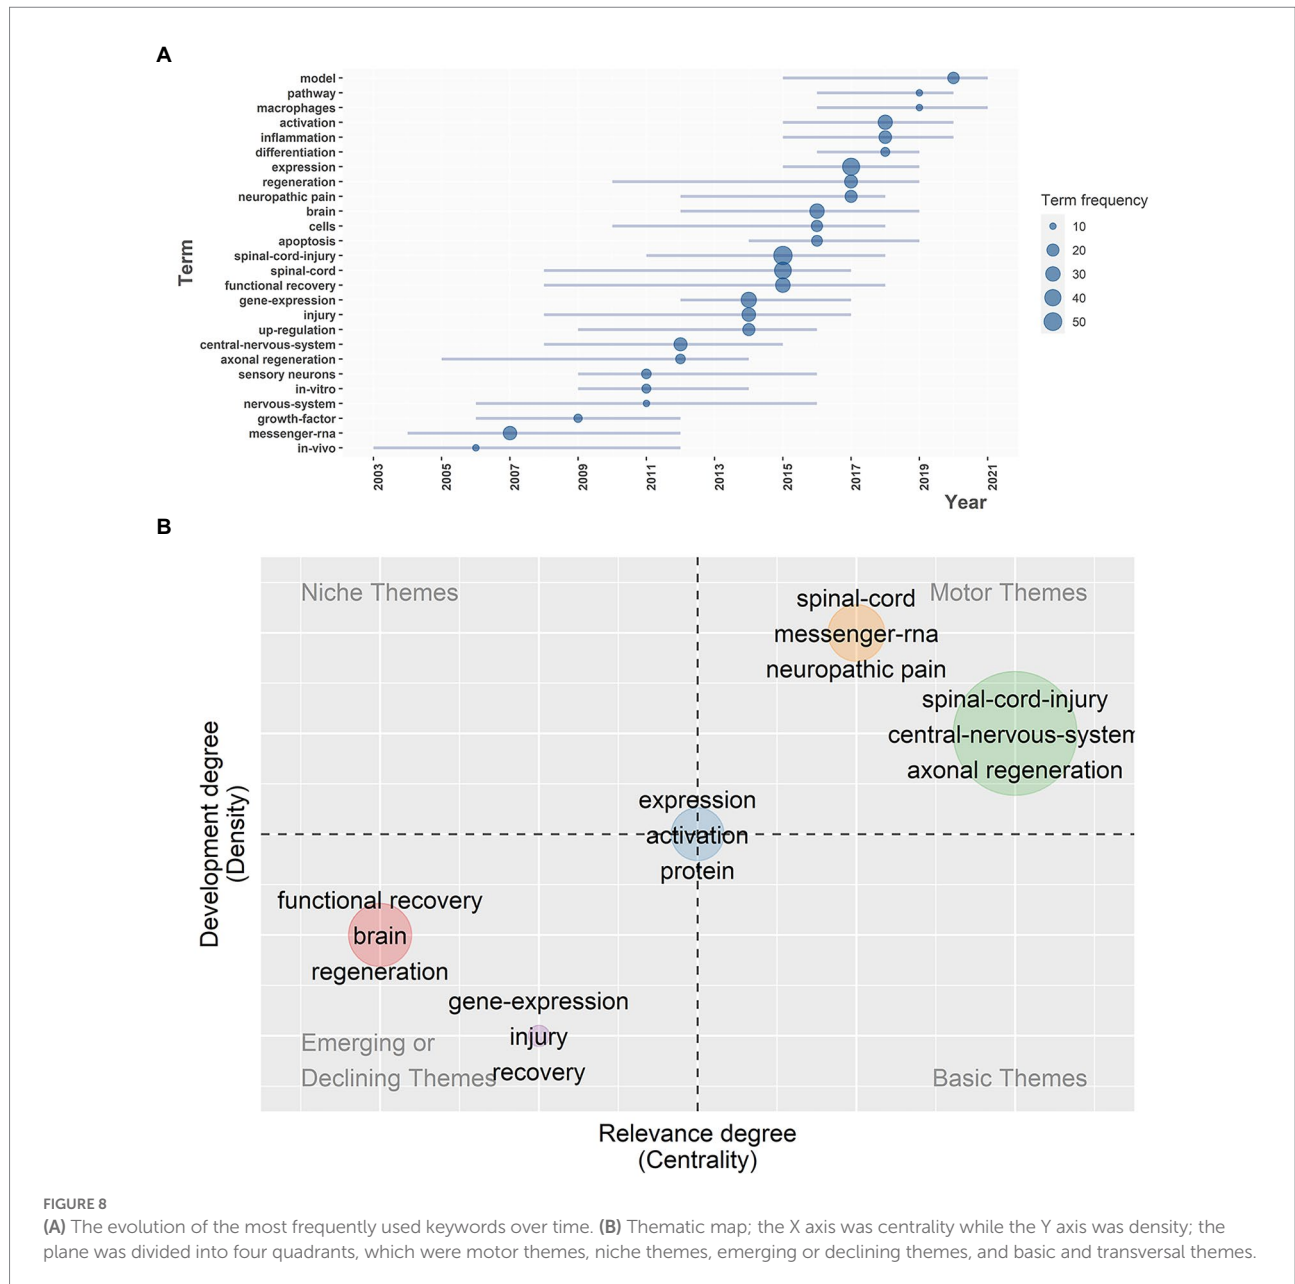 A
model
pathway
macrophages
activation
inflammation
differentiation
expression
regeneration
neuropathic pain
brain
cells
apoptosis
spinal-cord-injury
spinal-cord
functional recovery
gene-expression
injury
up-regulation
central-nervous-system
axonal regeneration
sensory neurons
in-vitro
nervous-system
growth-factor
messenger-rna
in-vivo
Term
2003 2005 2007 2009 2011 2013 2015 2017 2019 2021
Year
Term frequency
10
20
30
40
50
B
Niche Themes
Motor Themes
spinal-cord
messenger-rna
neuropathic pain
spinal-cord-injury
central-nervous-system
axonal regeneration
expression
activation
protein
functional recovery
brain
regeneration
gene-expression
injury
recovery
Emerging or
Declining Themes
Basic Themes
Development degree
(Density)
Relevance degree
(Centrality)
FIGURE 8
(A) The evolution of the most frequently used keywords over time. (B) Thematic map; the X axis was centrality while the Y axis was density; the
plane was divided into four quadrants, which were motor themes, niche themes, emerging or declining themes, and basic and transversal themes.